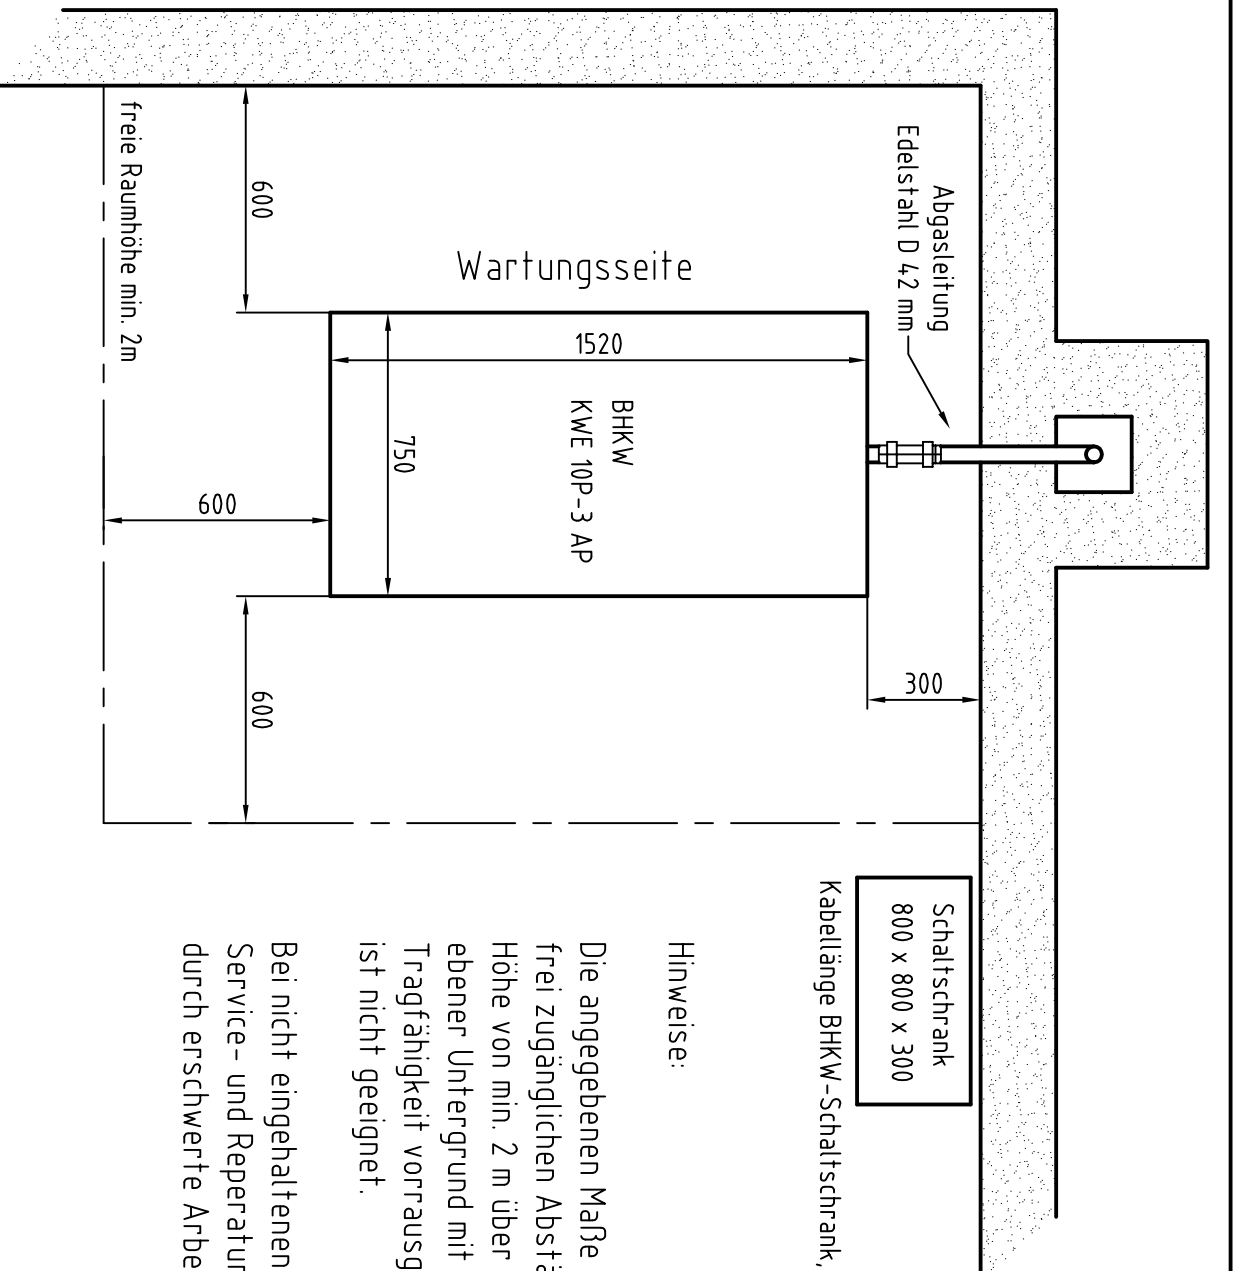 Abgasleitung
Edelstahl D 42 mm
300
Schaltschrank
800 x 800 x 300
Kabellänge BHKW-Schaltschrank,
Wartungsseite
1520
BHKW
KWE 10P-3 AP
750
600
600
600
freie Raumhöhe min. 2m
Hinweise:
Die angegebenen Maße
frei zugänglichen Abstä
Höhe von min. 2 m über
ebener Untergrund mit
Tragfähigkeit vorrausg
ist nicht geeignet.
Bei nicht eingehaltenen
Service- und Reperatur
durch erschwerte Arbe